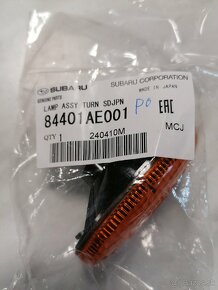 SUBARU
SUBARU CORPORATION
GENUINE PARTS
MADE IN JAPAN
LAMP ASSY TURN SDJPN
84401AE001 PO EAC
QTY 1
240410M
MCJ